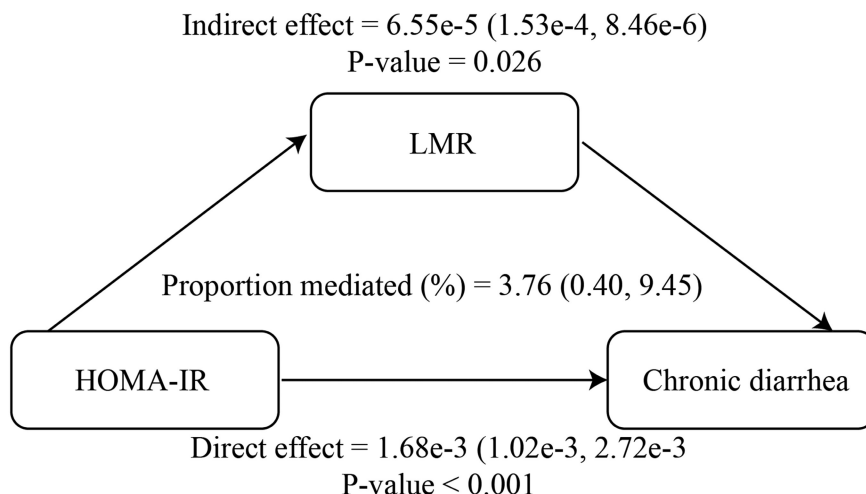 Indirect effect = 6.55e-5 (1.53e-4, 8.46e-6)
P-value = 0.026
LMR
Proportion mediated (%) = 3.76 (0.40, 9.45)
HOMA-IR
Chronic diarrhea
Direct effect = 1.68e-3 (1.02e-3, 2.72e-3
P-value < 0.001